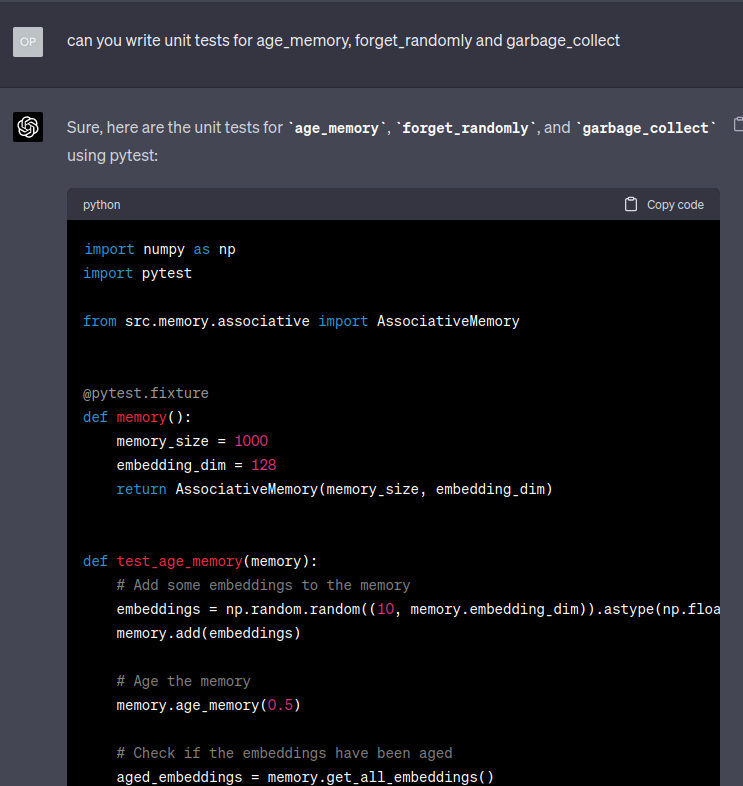 OP
can you write unit tests for age_memory, forget_randomly and garbage_collect
Sure, here are the unit tests for `age_memory`, `forget_randomly`, and `garbage_collect`
using pytest:
python
Copy code
import numpy as np
import pytest
from src.memory.associative import AssociativeMemory
@pytest.fixture
def memory():
    memory_size = 1000
    embedding_dim = 128
    return AssociativeMemory(memory_size, embedding_dim)
def test_age_memory(memory):
    # Add some embeddings to the memory
    embeddings = np.random.random((10, memory.embedding_dim)).astype(np.floa
    memory.add(embeddings)
    # Age the memory
    memory.age_memory(0.5)
    # Check if the embeddings have been aged
    aged_embeddings = memory.get_all_embeddings()